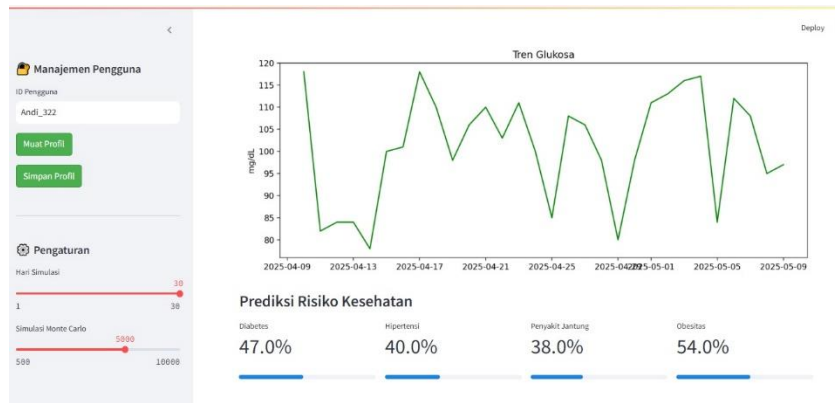 Deploy
Manajemen Pengguna
ID Pengguna
Andi_322
Muat Profil
Simpan Profil
Pengaturan
Hari Simulasi
30
1 30
Simulasi Monte Carlo
5000
500 10000
Tren Glukosa
120
115
110
105
100
95
90
85
80
mg/dL
2025-04-09 2025-04-13 2025-04-17 2025-04-21 2025-04-25 2025-04-29 2025-05-01 2025-05-05 2025-05-09
Prediksi Risiko Kesehatan
Diabetes Hipertensi Penyakit Jantung Obesitas
47.0% 40.0% 38.0% 54.0%